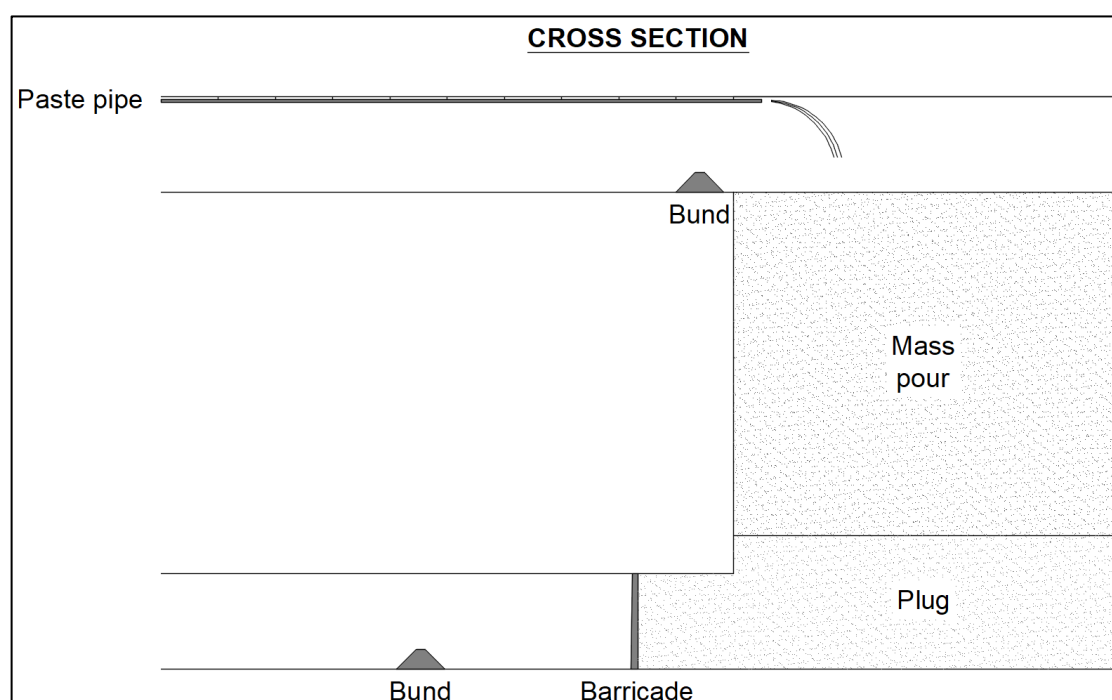 CROSS SECTION
Paste pipe
Bund
Mass
pour
Plug
Bund
Barricade